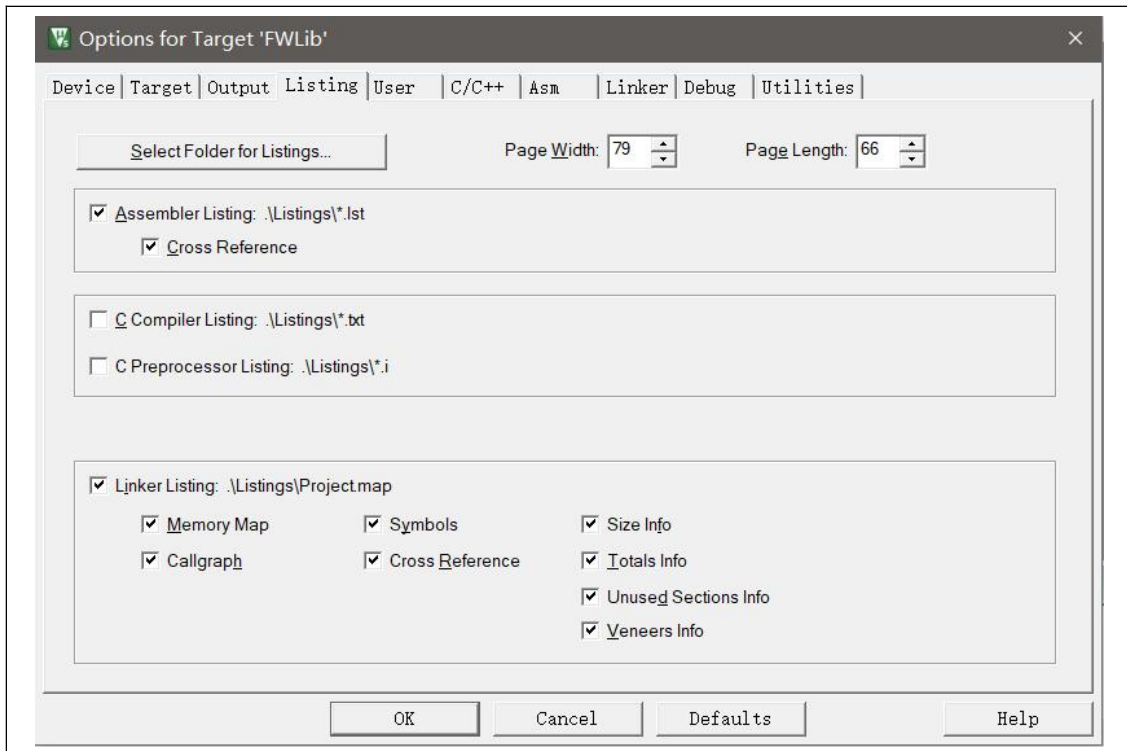 Options for Target 'FWLib'
Device Target Output Listing User C/C++ Asm Linker Debug Utilities
Select Folder for Listings... Page Width: 79 Page Length: 66
Assembler Listing: .\Listings\*.lst
Cross Reference
C Compiler Listing: .\Listings\*.txt
C Preprocessor Listing: .\Listings\*.i
Linker Listing: .\Listings\Project.map
Memory Map Symbols Size Info
Callgraph Cross Reference Totals Info
Unused Sections Info
Veneers Info
OK Cancel Defaults Help